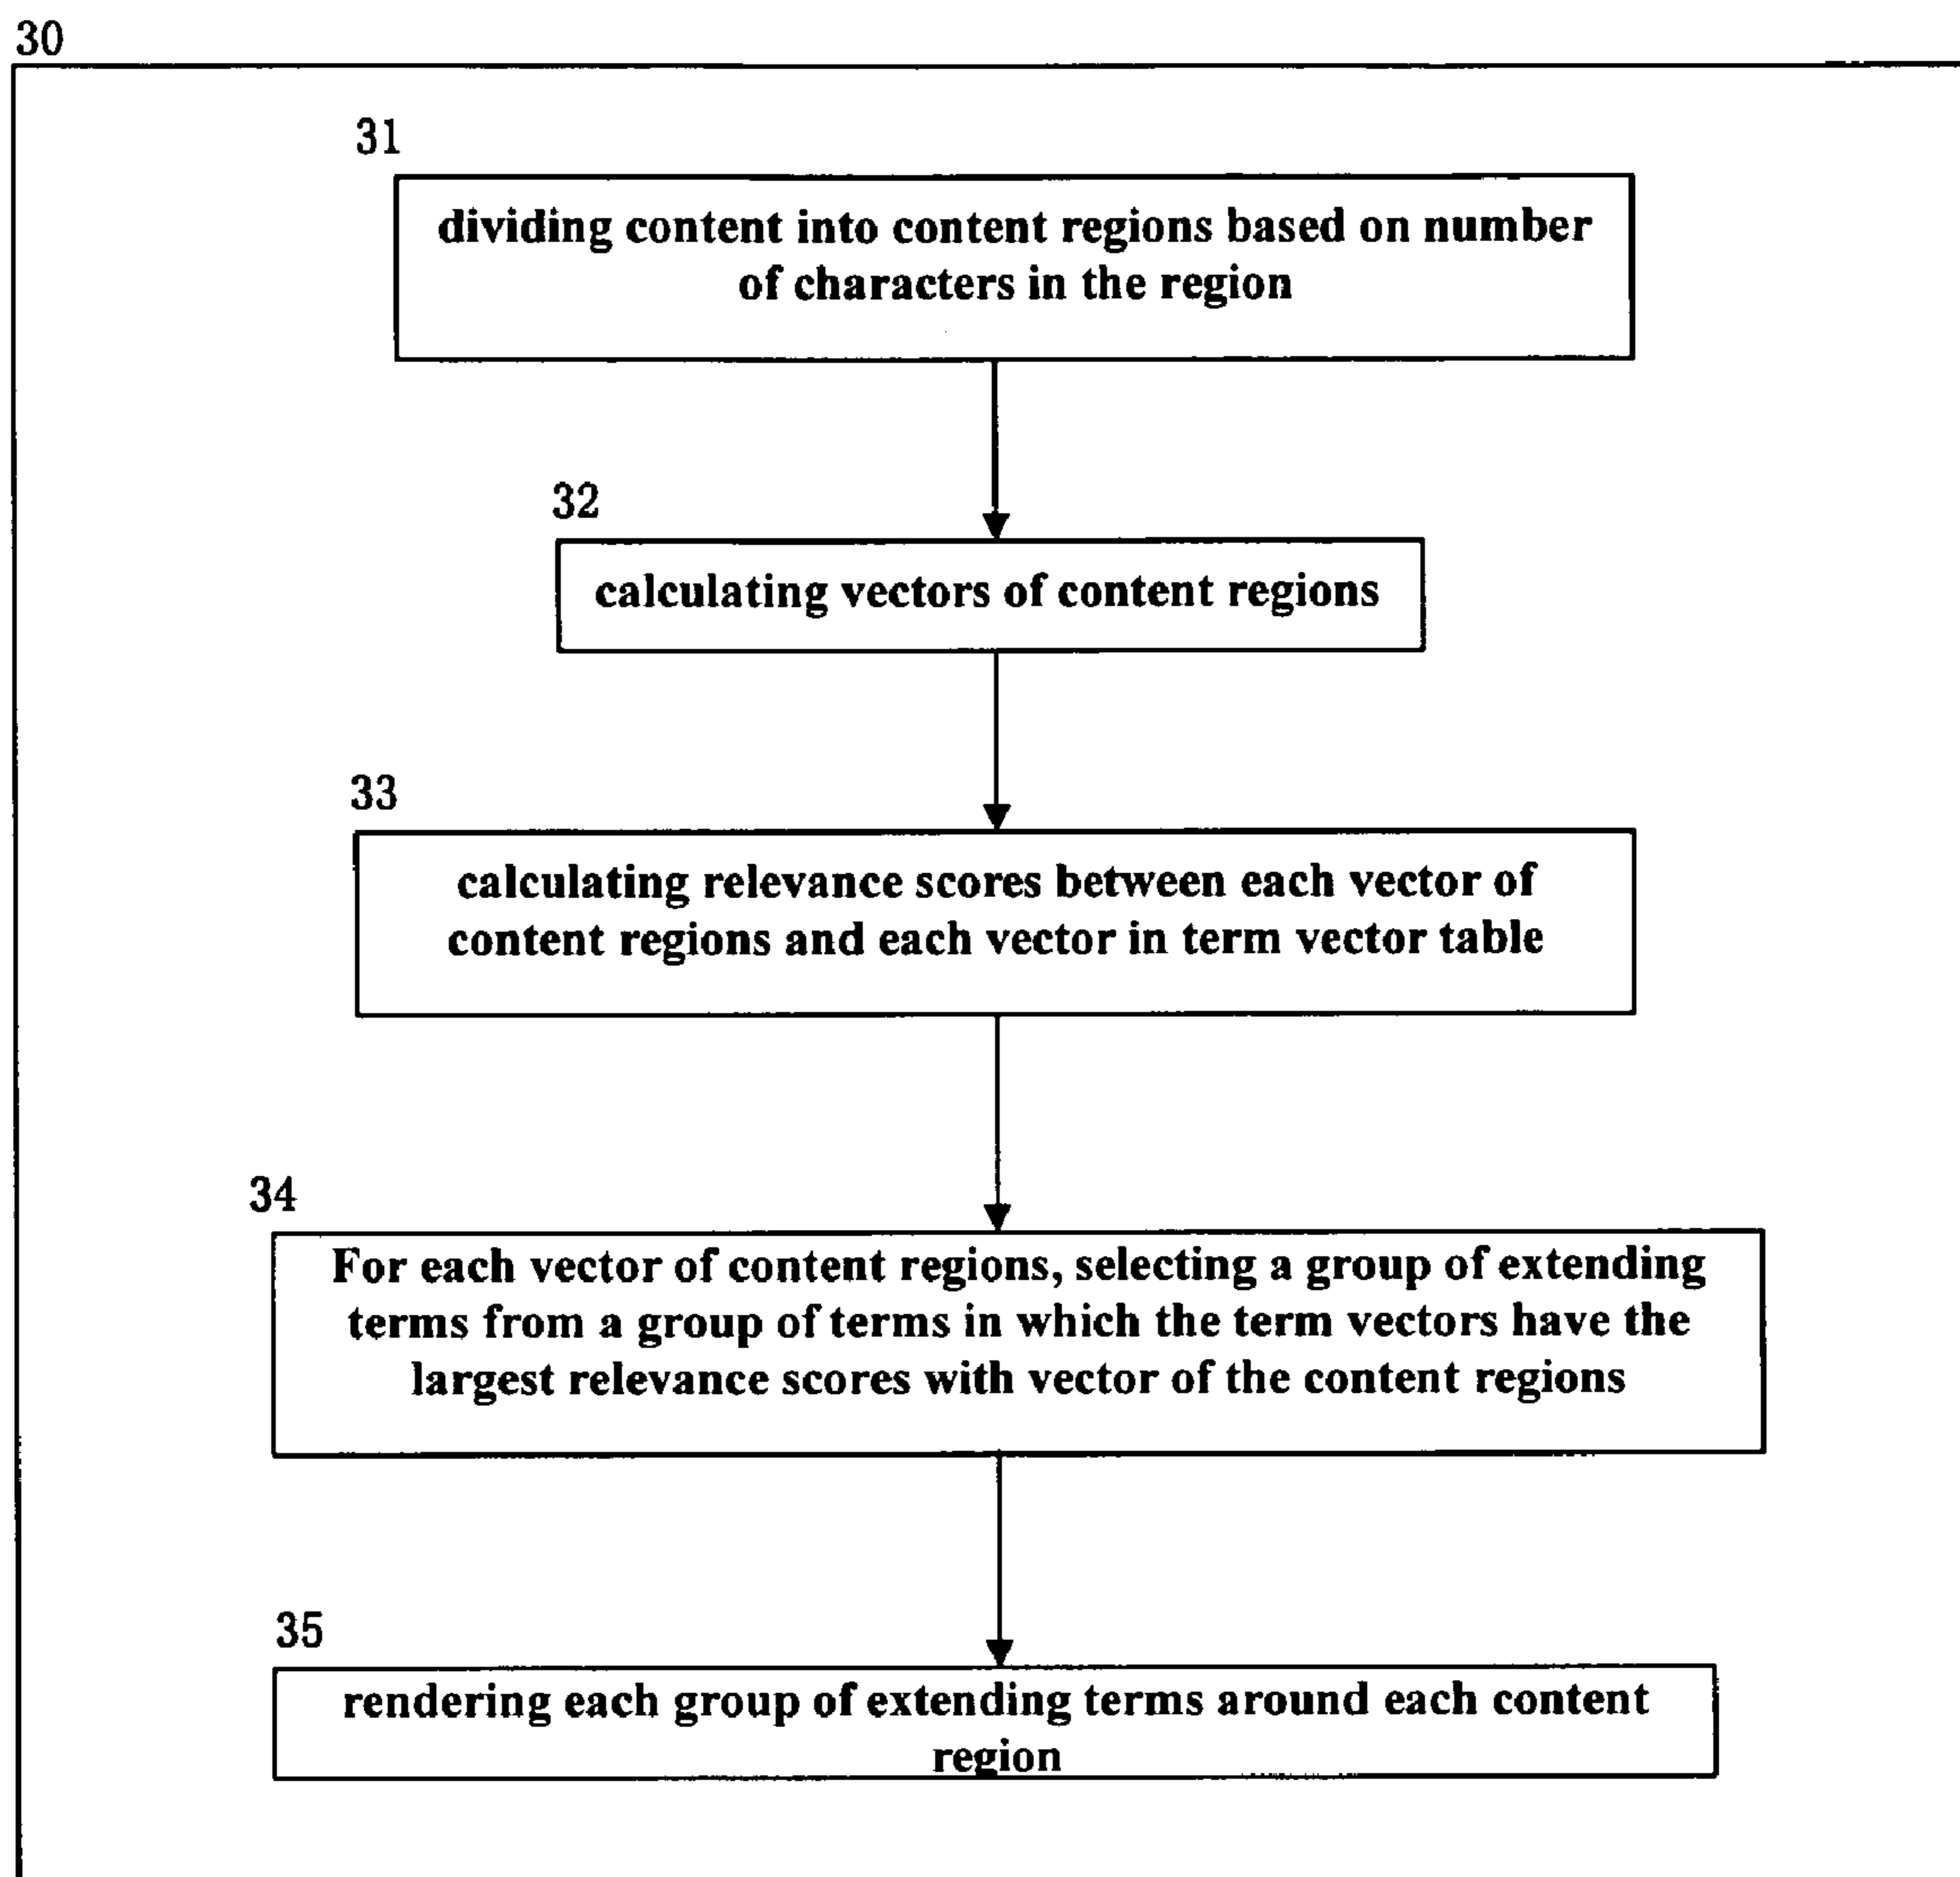 30
31
dividing content into content regions based on number
of characters in the region
32
calculating vectors of content regions
33
calculating relevance scores between each vector of
content regions and each vector in term vector table
34
For each vector of content regions, selecting a group of extending
terms from a group of terms in which the term vectors have the
largest relevance scores with vector of the content regions
35
rendering each group of extending terms around each content
region